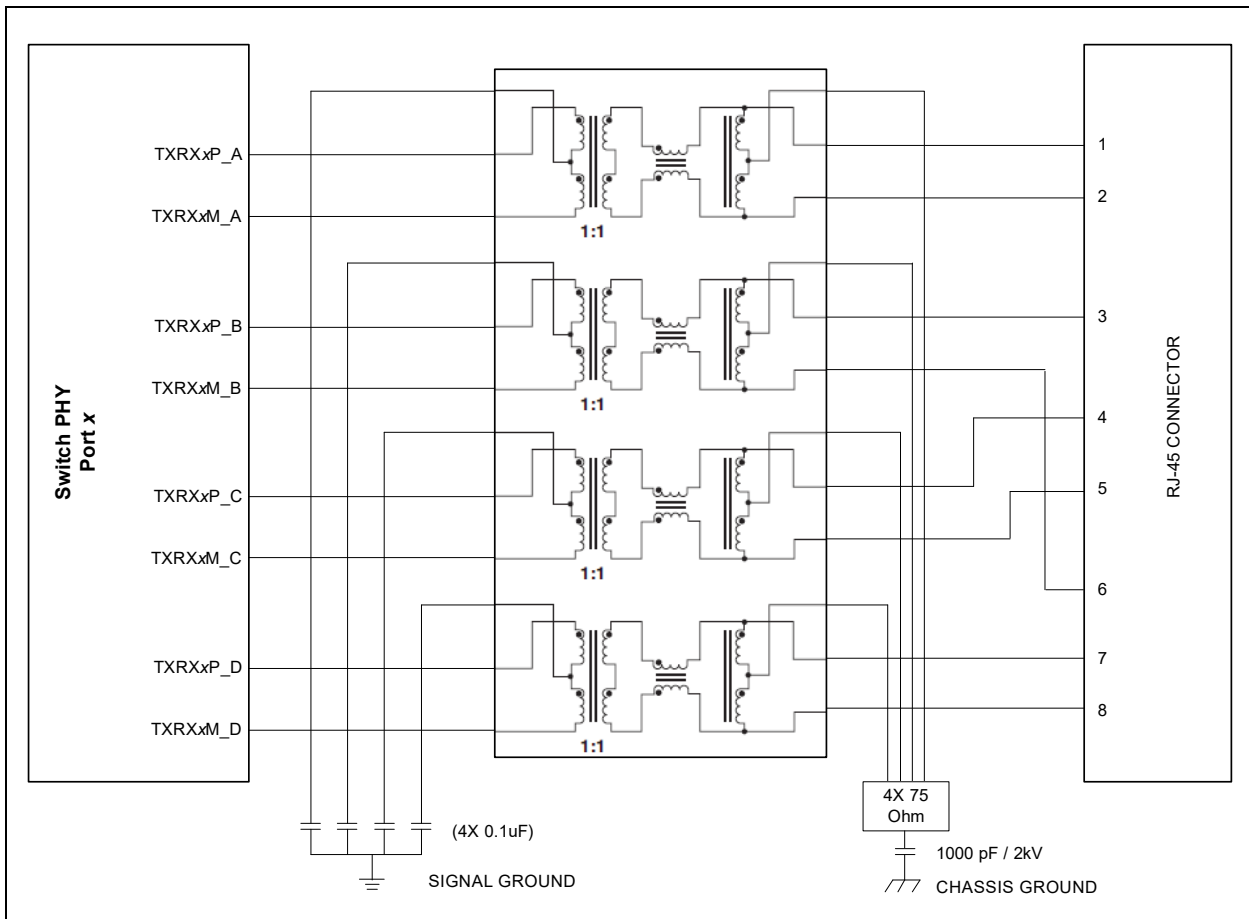 Switch PHY
Port x
TXRXxP_A
TXRXxM_A
TXRXxP_B
TXRXxM_B
TXRXxP_C
TXRXxM_C
TXRXxP_D
TXRXxM_D
1:1
1:1
1:1
1:1
1
2
3
4
5
6
7
8
RJ-45 CONNECTOR
(4X 0.1uF)
SIGNAL GROUND
4X 75
Ohm
1000 pF / 2kV
CHASSIS GROUND